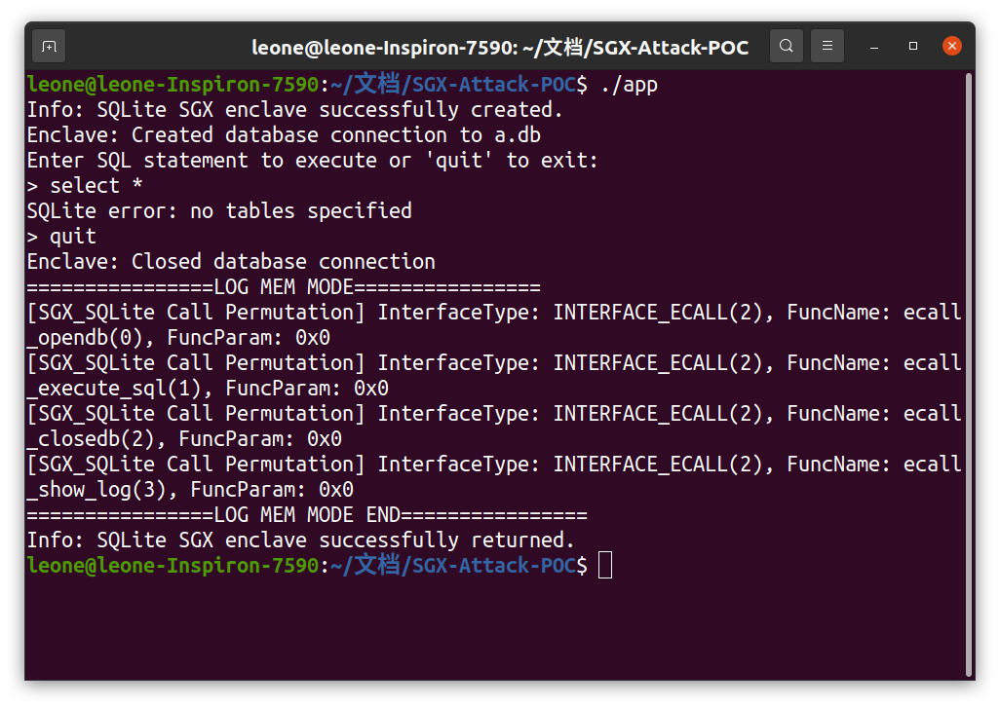 leone@leone-Inspiron-7590: ~/文档/SGX-Attack-POC
leone@leone-Inspiron-7590:~/文档/SGX-Attack-POC$ ./app
Info: SQLite SGX enclave successfully created.
Enclave: Created database connection to a.db
Enter SQL statement to execute or 'quit' to exit:
> select *
SQLite error: no tables specified
> quit
Enclave: Closed database connection
================LOG MEM MODE================
[SGX_SQLite Call Permutation] InterfaceType: INTERFACE_ECALL(2), FuncName: ecall
_opendb(0), FuncParam: 0x0
[SGX_SQLite Call Permutation] InterfaceType: INTERFACE_ECALL(2), FuncName: ecall
_execute_sql(1), FuncParam: 0x0
[SGX_SQLite Call Permutation] InterfaceType: INTERFACE_ECALL(2), FuncName: ecall
_closedb(2), FuncParam: 0x0
[SGX_SQLite Call Permutation] InterfaceType: INTERFACE_ECALL(2), FuncName: ecall
_show_log(3), FuncParam: 0x0
================LOG MEM MODE END================
Info: SQLite SGX enclave successfully returned.
leone@leone-Inspiron-7590:~/文档/SGX-Attack-POC$